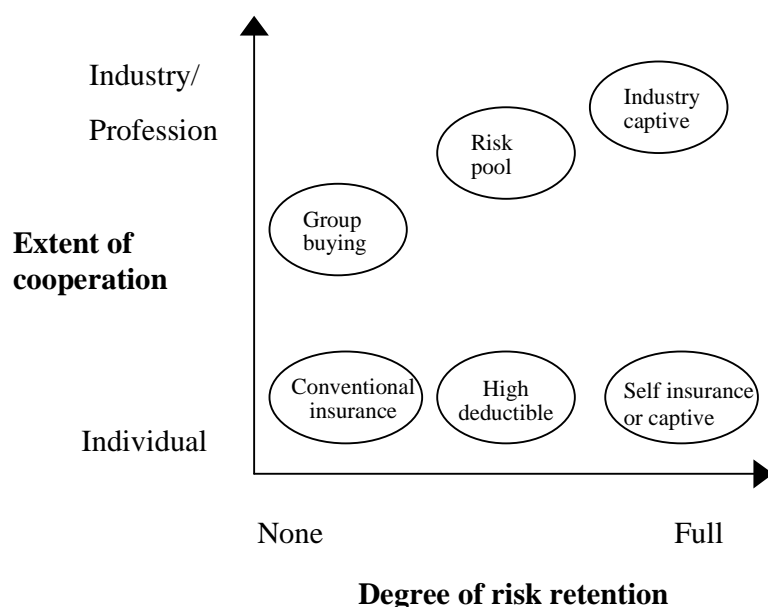 Industry/
Profession
Industry
captive
Risk
pool
Group
buying
Extent of
cooperation
Conventional
insurance
High
deductible
Self insurance
or captive
Individual
None
Full
Degree of risk retention